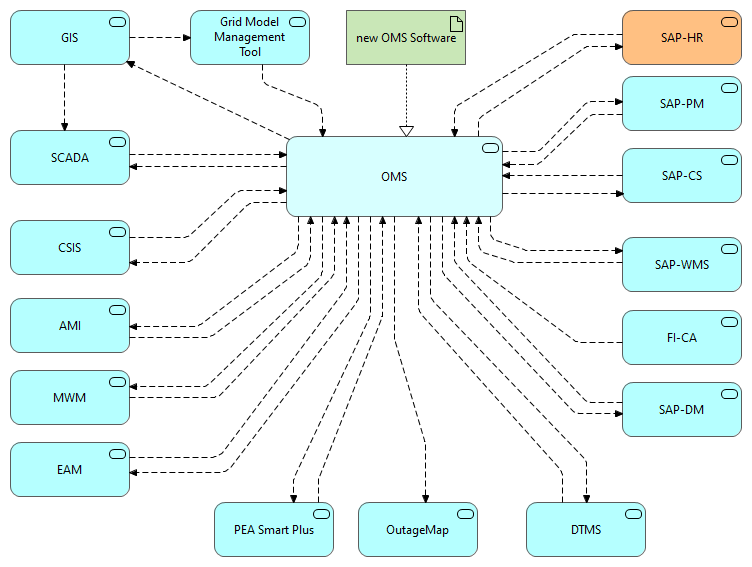 GIS
Grid Model
Management
Tool
new OMS Software
SAP-HR
SAP-PM
SCADA
OMS
SAP-CS
CSIS
SAP-WMS
AMI
FI-CA
MWM
SAP-DM
EAM
PEA Smart Plus
OutageMap
DTMS